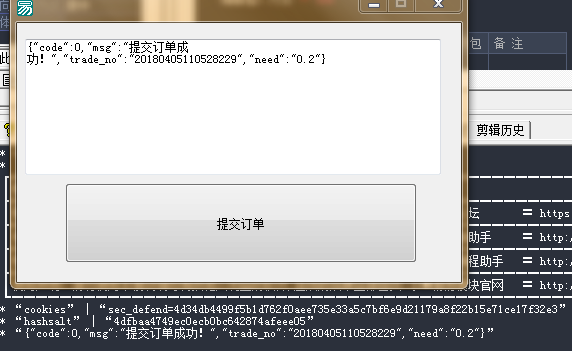 易
包
备 注
{"code":0,"msg":"提交订单成
功！","trade_no":"20180405110528229","need":"0.2"}
剪辑历史
提交订单
坛 = https
助手 = http:/
程助手 = http:/
块官网 = http:/
* “cookies” | “sec_defend=4d34db4499f5b1d762f0aee735e33a5c7bf6e9d21179a8f22b15e71ce17f32e3”
* “hashsalt” | “4dfbaa4749ec0ecb0bc642874afeee05”
* “{"code":0,"msg":"提交订单成功！","trade_no":"20180405110528229","need":"0.2"}”